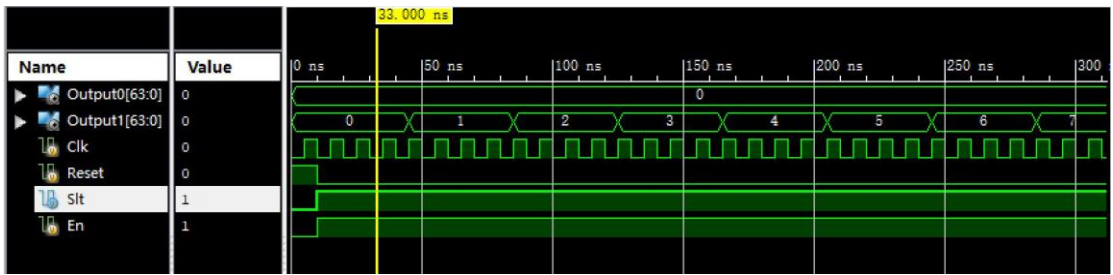 33.000 ns
Name Value 0 ns 50 ns 100 ns 150 ns 200 ns 250 ns 300
Output0[63:0] 0 0
Output1[63:0] 0 0 1 2 3 4 5 6 7
Clk 0
Reset 0
Slt 1
En 1